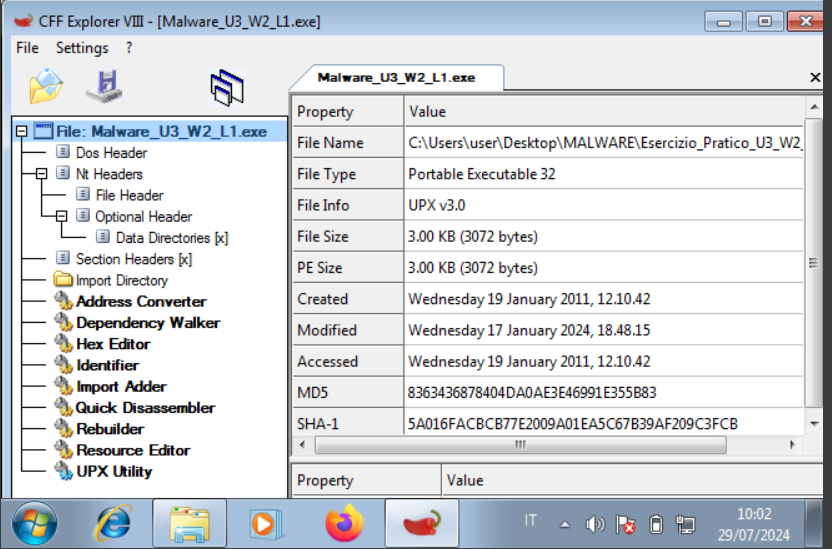 CFF Explorer VIII - [Malware_U3_W2_L1.exe]
File Settings ?
Malware_U3_W2_L1.exe
File: Malware_U3_W2_L1.exe
Dos Header
Nt Headers
File Header
Optional Header
Data Directories [x]
Section Headers [x]
Import Directory
Address Converter
Dependency Walker
Hex Editor
Identifier
Import Adder
Quick Disassembler
Rebuilder
Resource Editor
UPX Utility
Property Value
File Name C:\Users\user\Desktop\MALWARE\Esercizio_Pratico_U3_W2_
File Type Portable Executable 32
File Info UPX v3.0
File Size 3.00 KB (3072 bytes)
PE Size 3.00 KB (3072 bytes)
Created Wednesday 19 January 2011, 12.10.42
Modified Wednesday 17 January 2024, 18.48.15
Accessed Wednesday 19 January 2011, 12.10.42
MD5 8363436878404DA0AE3E46991E355B83
SHA-1 5A016FACBCB77E2009A01EA5C67B39AF209C3FCB
Property Value
IT
10:02
29/07/2024